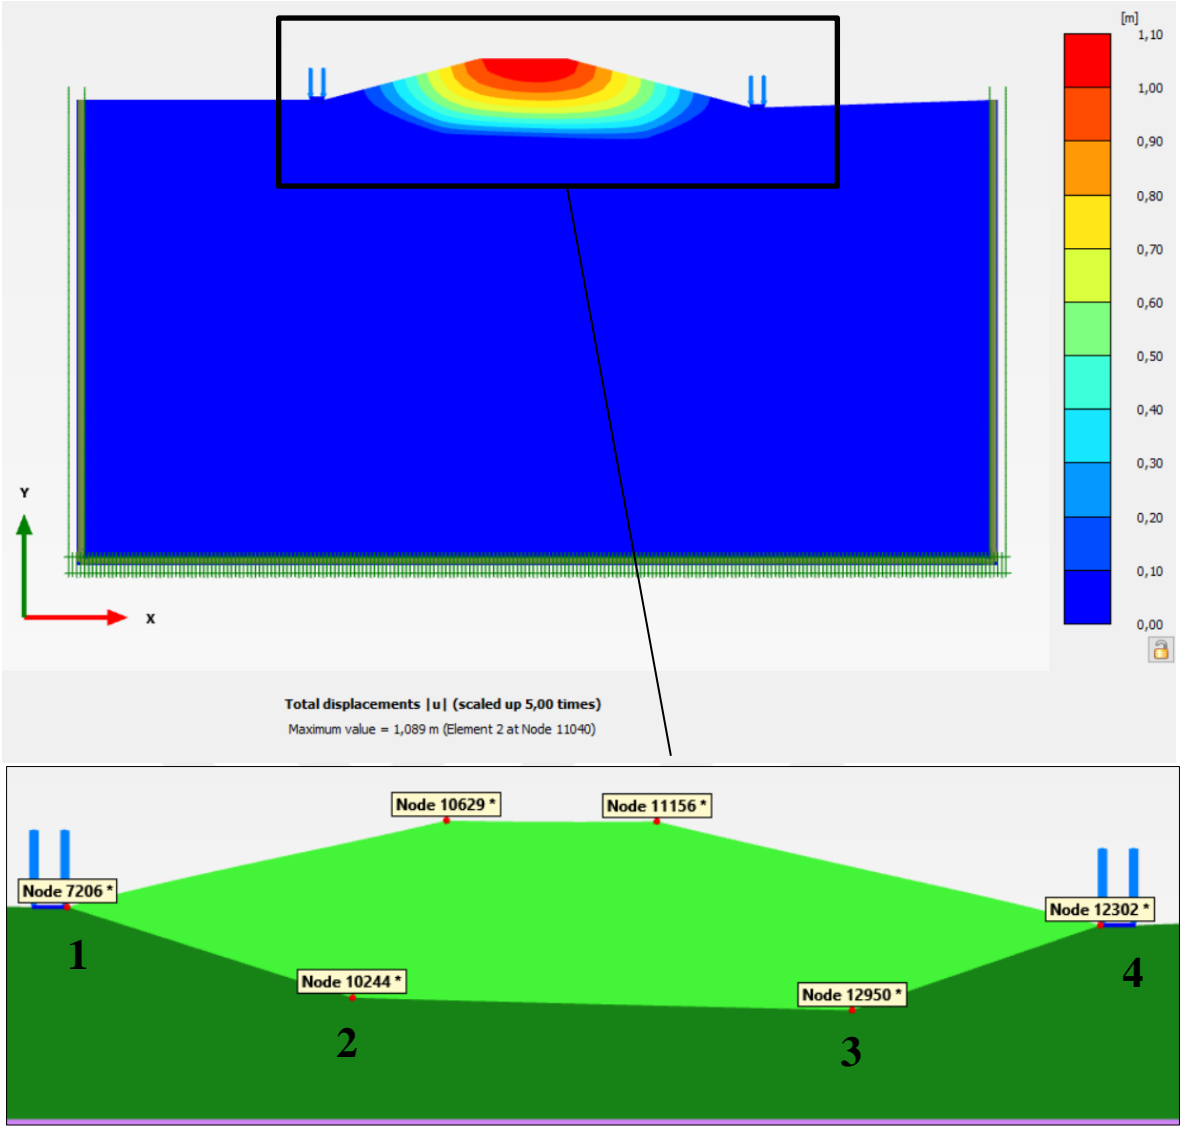 [m]
1,10
1,00
0,90
0,80
0,70
0,60
0,50
0,40
0,30
0,20
0,10
0,00
Y
X
Total displacements |u| (scaled up 5,00 times)
Maximum value = 1,089 m (Element 2 at Node 11040)
Node 10629 *
Node 11156 *
Node 7206 *
Node 12302 *
1
4
Node 10244 *
Node 12950 *
2
3